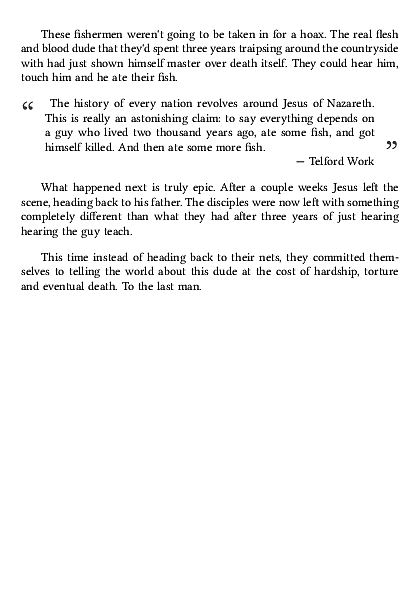 These fishermen weren't going to be taken in for a hoax. The real flesh
and blood dude that they'd spent three years traipsing around the countryside
with had just shown himself master over death itself. They could hear him,
touch him and he ate their fish.
“ The history of every nation revolves around Jesus of Nazareth.
This is really an astonishing claim: to say everything depends on
a guy who lived two thousand years ago, ate some fish, and got
himself killed. And then ate some more fish. ”
— Telford Work
What happened next is truly epic. After a couple weeks Jesus left the
scene, heading back to his father. The disciples were now left with something
completely different than what they had after three years of just hearing
hearing the guy teach.
This time instead of heading back to their nets, they committed them-
selves to telling the world about this dude at the cost of hardship, torture
and eventual death. To the last man.